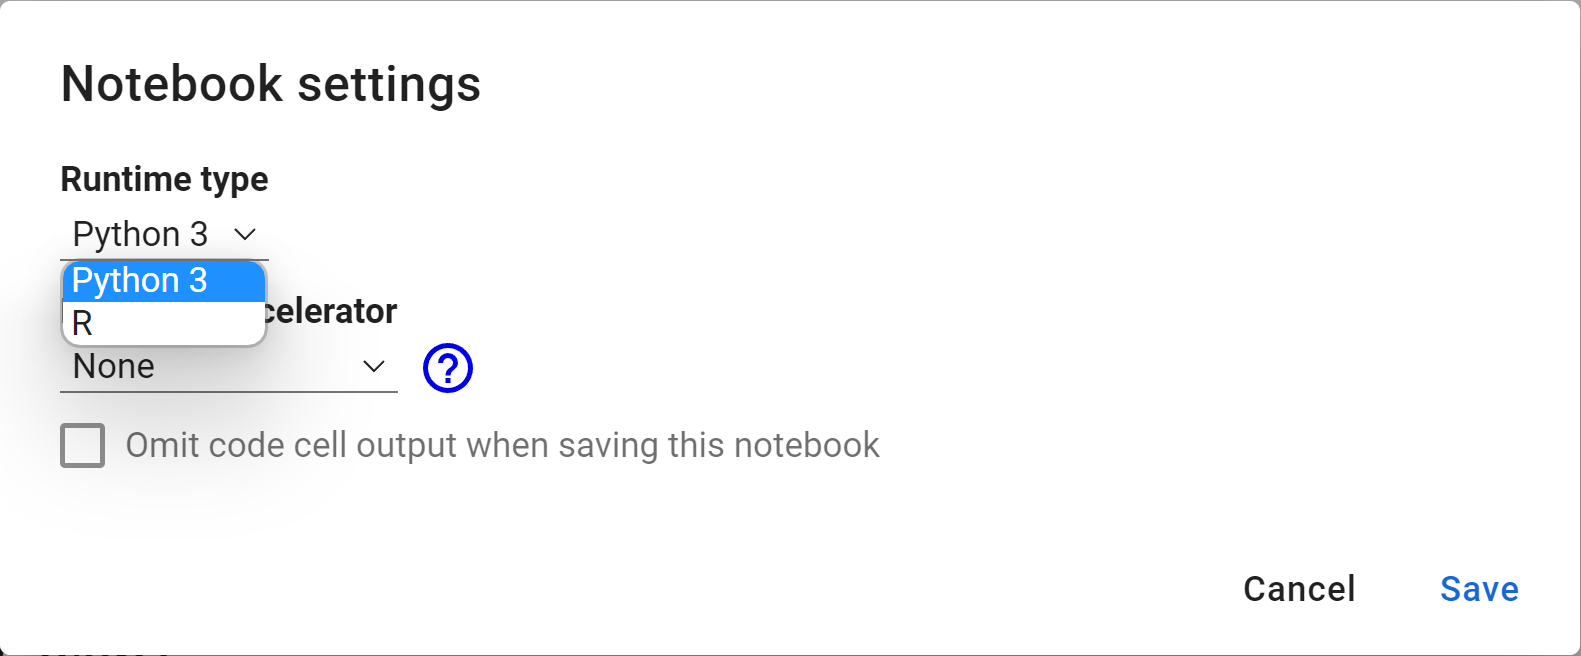 Notebook settings
Runtime type
Python 3
Python 3
R
celerator
None
?
Omit code cell output when saving this notebook
Cancel
Save